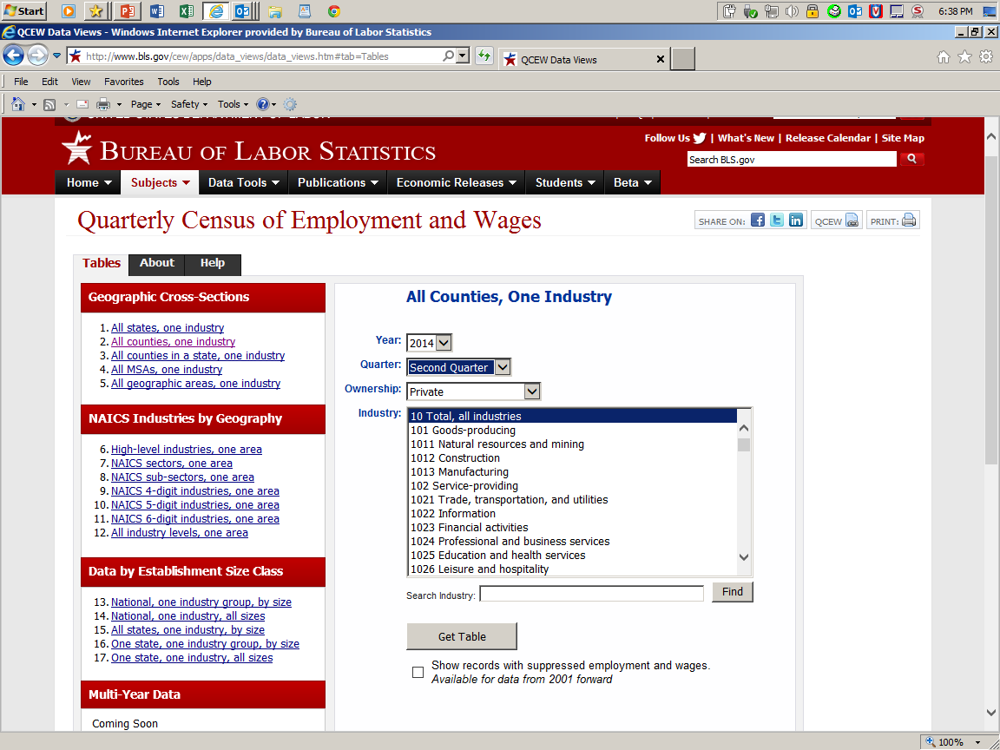 Start
6:38 PM
QCEW Data Views - Windows Internet Explorer provided by Bureau of Labor Statistics
http://www.bls.gov/cew/apps/data_views/data_views.htm#tab=Tables
QCEW Data Views
File Edit View Favorites Tools Help
Page Safety Tools
Follow Us | What's New | Release Calendar | Site Map
BUREAU OF LABOR STATISTICS
Search BLS.gov
Home Subjects Data Tools Publications Economic Releases Students Beta
Quarterly Census of Employment and Wages
SHARE ON: QCEW PRINT:
Tables About Help
Geographic Cross-Sections
1. All states, one industry
2. All counties, one industry
3. All counties in a state, one industry
4. All MSAs, one industry
5. All geographic areas, one industry
NAICS Industries by Geography
6. High-level industries, one area
7. NAICS sectors, one area
8. NAICS sub-sectors, one area
9. NAICS 4-digit industries, one area
10. NAICS 5-digit industries, one area
11. NAICS 6-digit industries, one area
12. All industry levels, one area
Data by Establishment Size Class
13. National, one industry group, by size
14. National, one industry, all sizes
15. All states, one industry, by size
16. One state, one industry group, by size
17. One state, one industry, all sizes
Multi-Year Data
Coming Soon
All Counties, One Industry
Year: 2014
Quarter: Second Quarter
Ownership: Private
Industry:
10 Total, all industries
101 Goods-producing
1011 Natural resources and mining
1012 Construction
1013 Manufacturing
102 Service-providing
1021 Trade, transportation, and utilities
1022 Information
1023 Financial activities
1024 Professional and business services
1025 Education and health services
1026 Leisure and hospitality
Search Industry: Find
Get Table
Show records with suppressed employment and wages.
Available for data from 2001 forward
100%